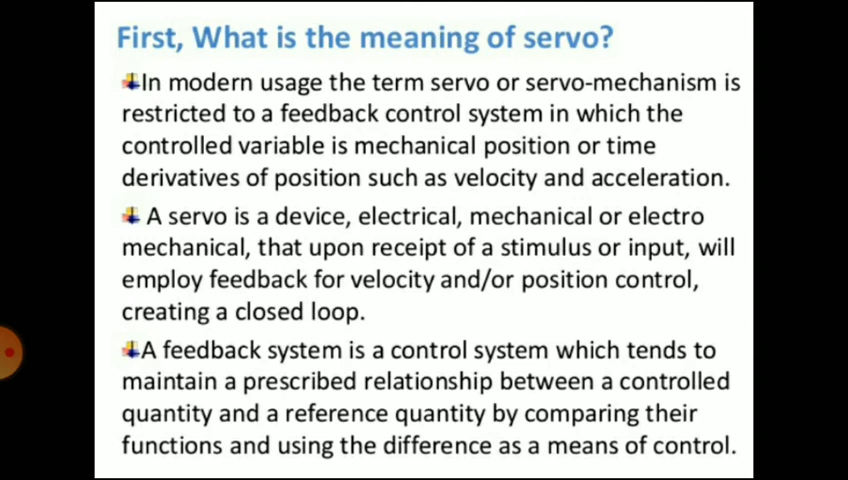 First, What is the meaning of servo?
In modern usage the term servo or servo-mechanism is
restricted to a feedback control system in which the
controlled variable is mechanical position or time
derivatives of position such as velocity and acceleration.
A servo is a device, electrical, mechanical or electro
mechanical, that upon receipt of a stimulus or input, will
employ feedback for velocity and/or position control,
creating a closed loop.
A feedback system is a control system which tends to
maintain a prescribed relationship between a controlled
quantity and a reference quantity by comparing their
functions and using the difference as a means of control.